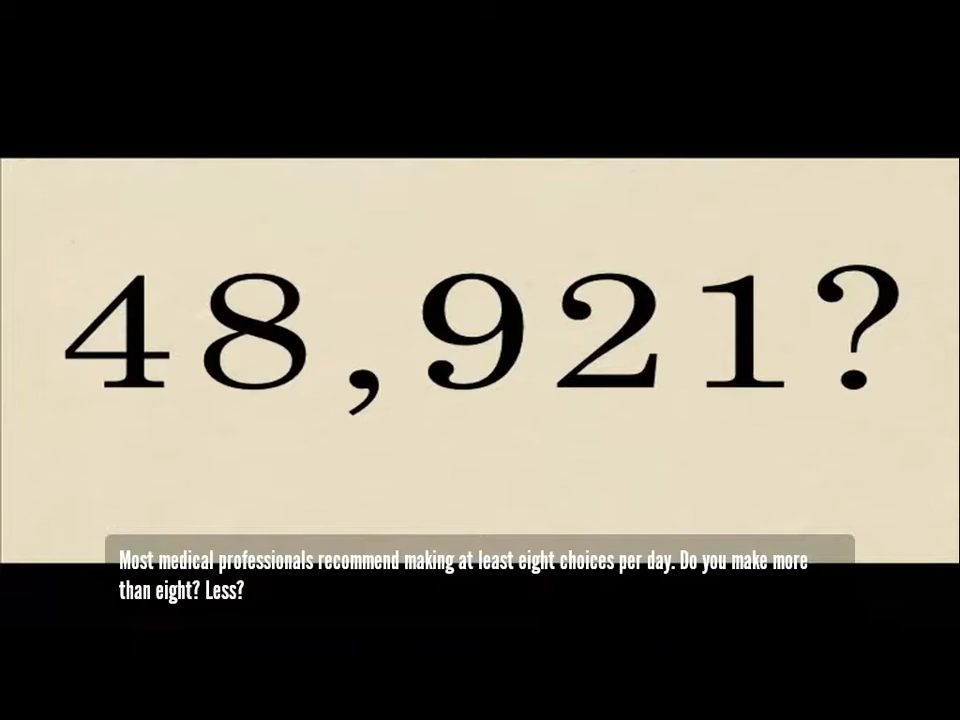 48,921?
Most medical professionals recommend making at least eight choices per day. Do you make more
than eight? Less?